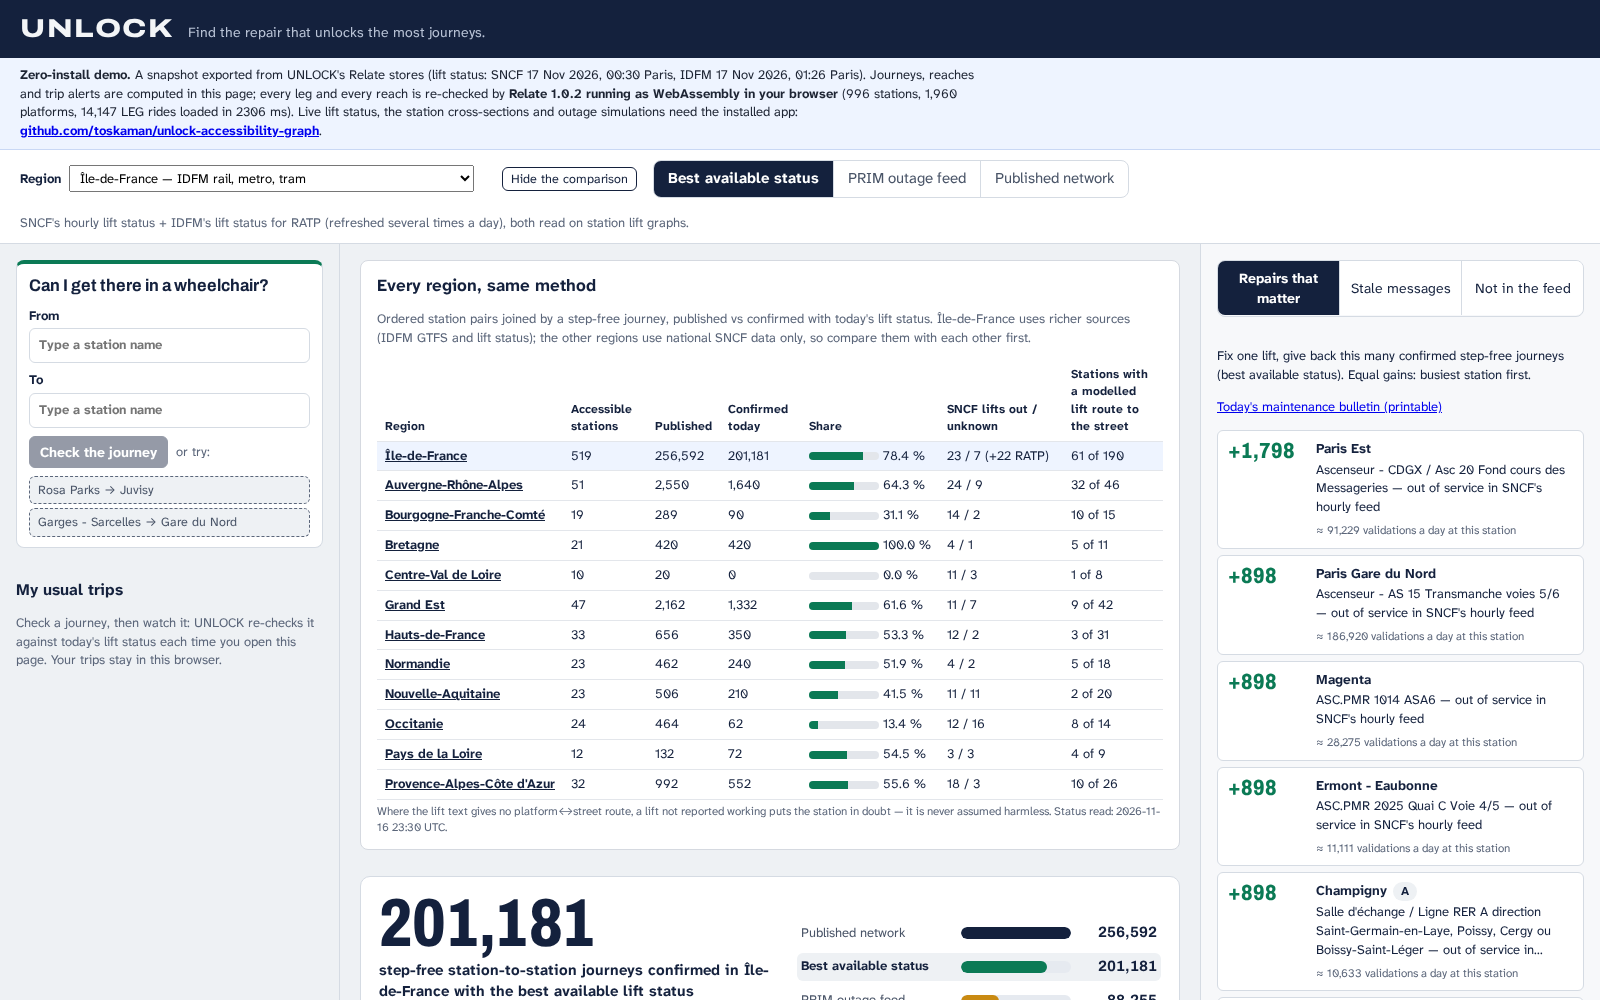 UNLOCK Find the repair that unlocks the most journeys.
Zero-install demo. A snapshot exported from UNLOCK's Relate stores (lift status: SNCF 17 Nov 2026, 00:30 Paris, IDFM 17 Nov 2026, 01:26 Paris). Journeys, reaches
and trip alerts are computed in this page; every leg and every reach is re-checked by Relate 1.0.2 running as WebAssembly in your browser (996 stations, 1,960
platforms, 14,147 LEG rides loaded in 2306 ms). Live lift status, the station cross-sections and outage simulations need the installed app:
github.com/toskaman/unlock-accessibility-graph.
Region Île-de-France — IDFM rail, metro, tram Hide the comparison Best available status PRIM outage feed Published network
SNCF's hourly lift status + IDFM's lift status for RATP (refreshed several times a day), both read on station lift graphs.
Can I get there in a wheelchair?
From
Type a station name
To
Type a station name
Check the journey or try:
Rosa Parks → Juvisy
Garges - Sarcelles → Gare du Nord
My usual trips
Check a journey, then watch it: UNLOCK re-checks it
against today's lift status each time you open this
page. Your trips stay in this browser.
Every region, same method
Ordered station pairs joined by a step-free journey, published vs confirmed with today's lift status. Île-de-France uses richer sources
(IDFM GTFS and lift status); the other regions use national SNCF data only, so compare them with each other first.
Region Accessible stations Published Confirmed today Share SNCF lifts out / unknown Stations with a modelled lift route to the street
Île-de-France 519 256,592 201,181 78.4 % 23 / 7 (+22 RATP) 61 of 190
Auvergne-Rhône-Alpes 51 2,550 1,640 64.3 % 24 / 9 32 of 46
Bourgogne-Franche-Comté 19 289 90 31.1 % 14 / 2 10 of 15
Bretagne 21 420 420 100.0 % 4 / 1 5 of 11
Centre-Val de Loire 10 20 0 0.0 % 11 / 3 1 of 8
Grand Est 47 2,162 1,332 61.6 % 11 / 7 9 of 42
Hauts-de-France 33 656 350 53.3 % 12 / 2 3 of 31
Normandie 23 462 240 51.9 % 4 / 2 5 of 18
Nouvelle-Aquitaine 23 506 210 41.5 % 11 / 11 2 of 20
Occitanie 24 464 62 13.4 % 12 / 16 8 of 14
Pays de la Loire 12 132 72 54.5 % 3 / 3 4 of 9
Provence-Alpes-Côte d'Azur 32 992 552 55.6 % 18 / 3 10 of 26
Where the lift text gives no platform↔street route, a lift not reported working puts the station in doubt — it is never assumed harmless. Status read: 2026-11-
16 23:30 UTC.
201,181
step-free station-to-station journeys confirmed in Île-
de-France with the best available lift status
Published network 256,592
Best available status 201,181
PRIM outage feed 88,255
Repairs that matter Stale messages Not in the feed
Fix one lift, give back this many confirmed step-free journeys
(best available status). Equal gains: busiest station first.
Today's maintenance bulletin (printable)
+1,798 Paris Est
Ascenseur - CDGX / Asc 20 Fond cours des
Messageries — out of service in SNCF's
hourly feed
≈ 91,229 validations a day at this station
+898 Paris Gare du Nord
Ascenseur - AS 15 Transmanche voies 5/6
— out of service in SNCF's hourly feed
≈ 186,920 validations a day at this station
+898 Magenta
ASC.PMR 1014 ASA6 — out of service in
SNCF's hourly feed
≈ 28,275 validations a day at this station
+898 Ermont - Eaubonne
ASC.PMR 2025 Quai C Voie 4/5 — out of
service in SNCF's hourly feed
≈ 11,111 validations a day at this station
+898 Champigny A
Salle d'échange / Ligne RER A direction
Saint-Germain-en-Laye, Poissy, Cergy ou
Boissy-Saint-Léger — out of service in...
≈ 10,633 validations a day at this station